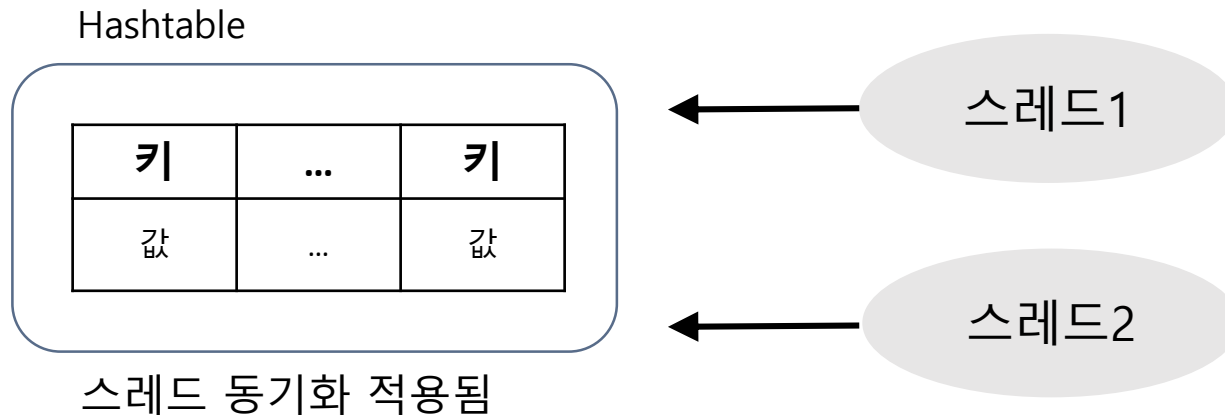 Hashtable
스레드1
키 ... 키
값 ... 값
스레드2
스레드 동기화 적용됨